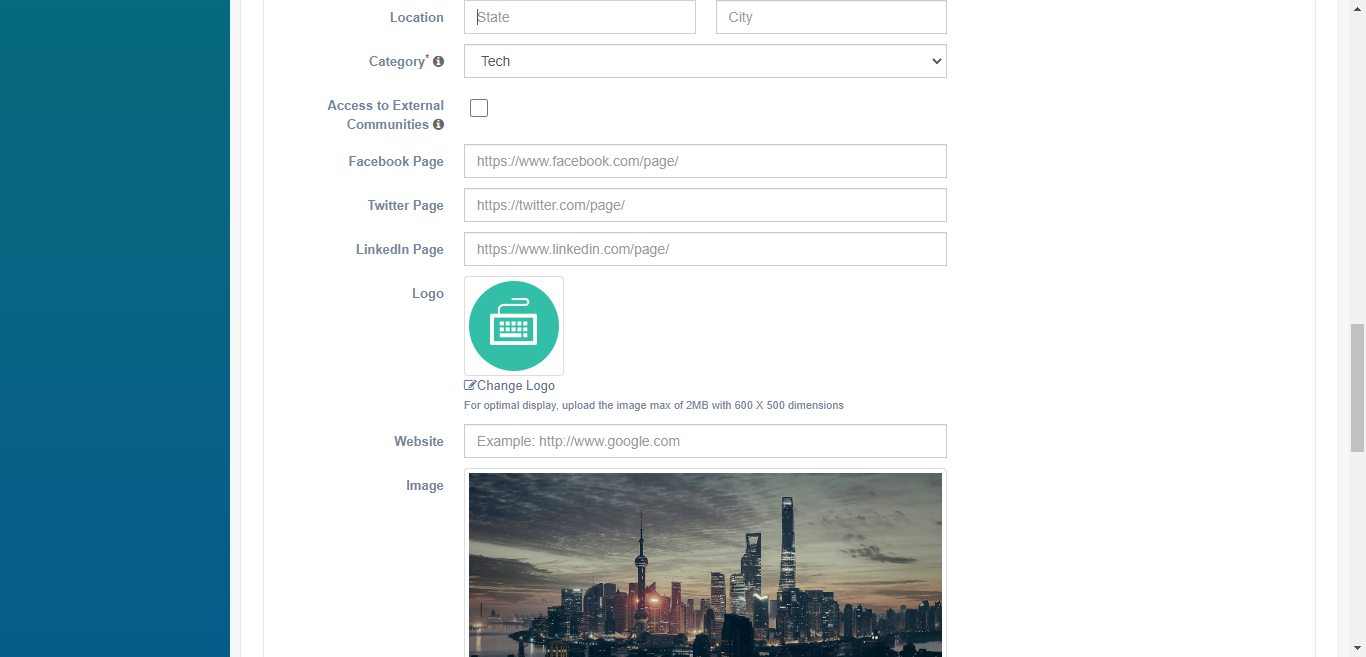 Location State City
Category* Tech
Access to External
Communities
Facebook Page https://www.facebook.com/page/
Twitter Page https://twitter.com/page/
LinkedIn Page https://www.linkedin.com/page/
Logo
Change Logo
For optimal display, upload the image max of 2MB with 600 X 500 dimensions
Website Example: http://www.google.com
Image